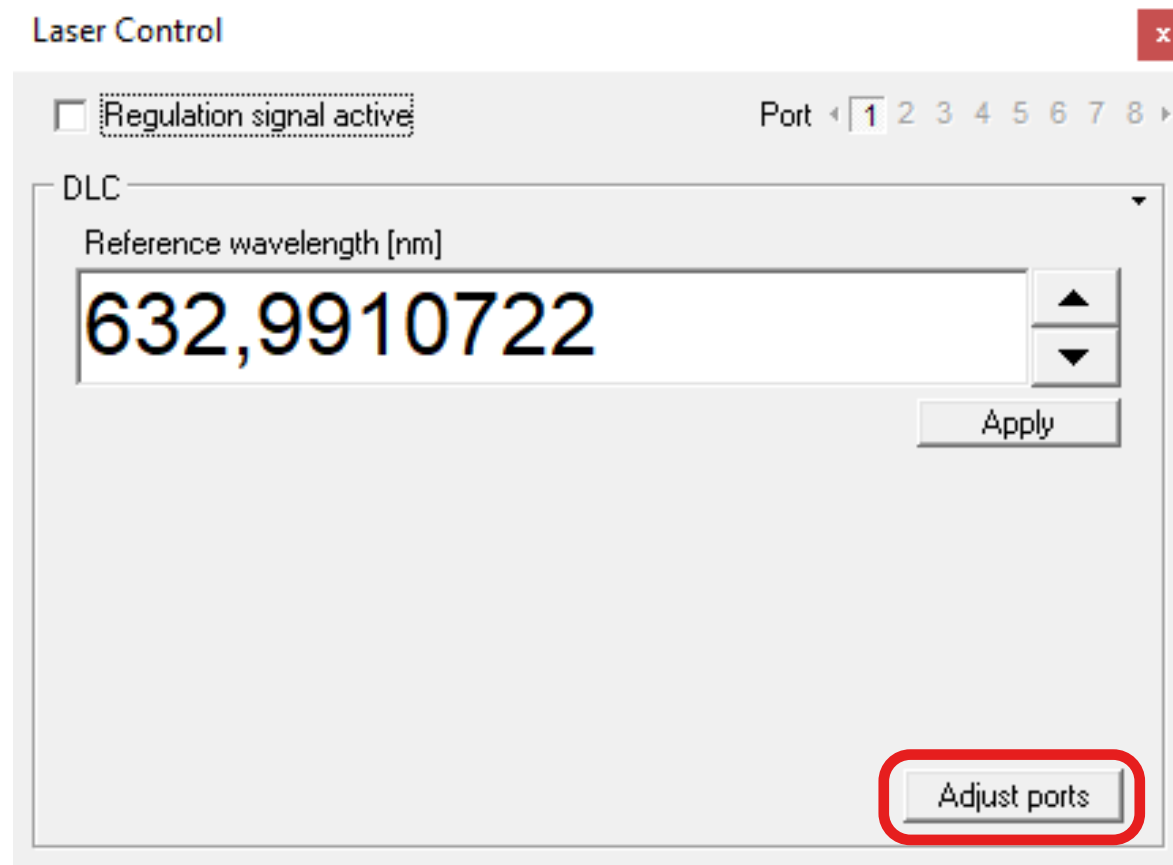 Laser Control
x
Regulation signal active
Port 1 2 3 4 5 6 7 8
DLC
Reference wavelength [nm]
632,9910722
Apply
Adjust ports